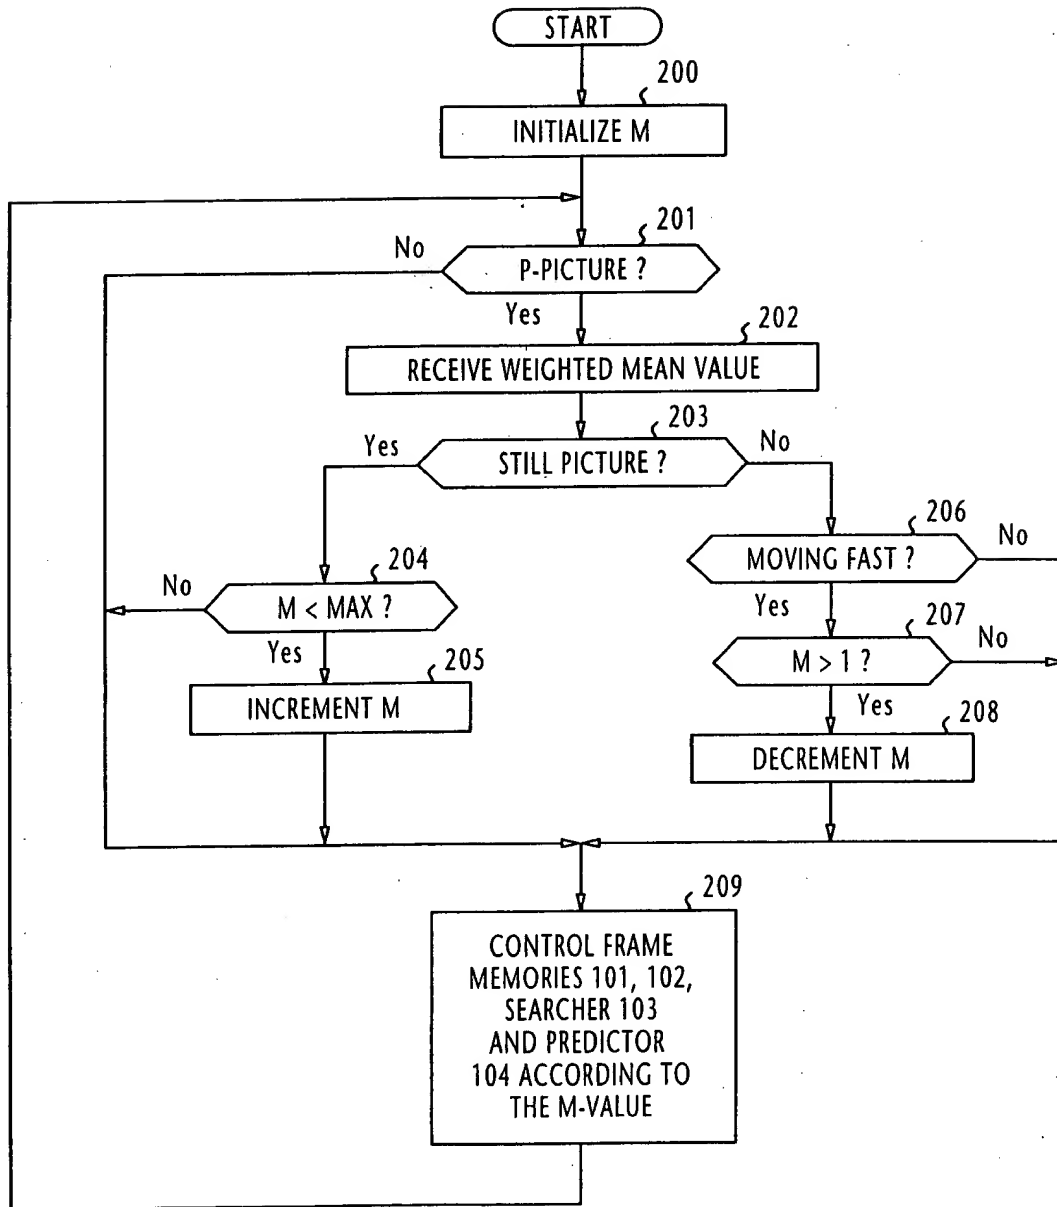 START
200
INITIALIZE M
201
No
P-PICTURE ?
Yes
202
RECEIVE WEIGHTED MEAN VALUE
203
Yes
STILL PICTURE ?
No
206
MOVING FAST ?
No
204
No
M < MAX ?
Yes
Yes
207
M > 1 ?
No
205
INCREMENT M
Yes
208
DECREMENT M
209
CONTROL FRAME
MEMORIES 101, 102,
SEARCHER 103
AND PREDICTOR
104 ACCORDING TO
THE M-VALUE